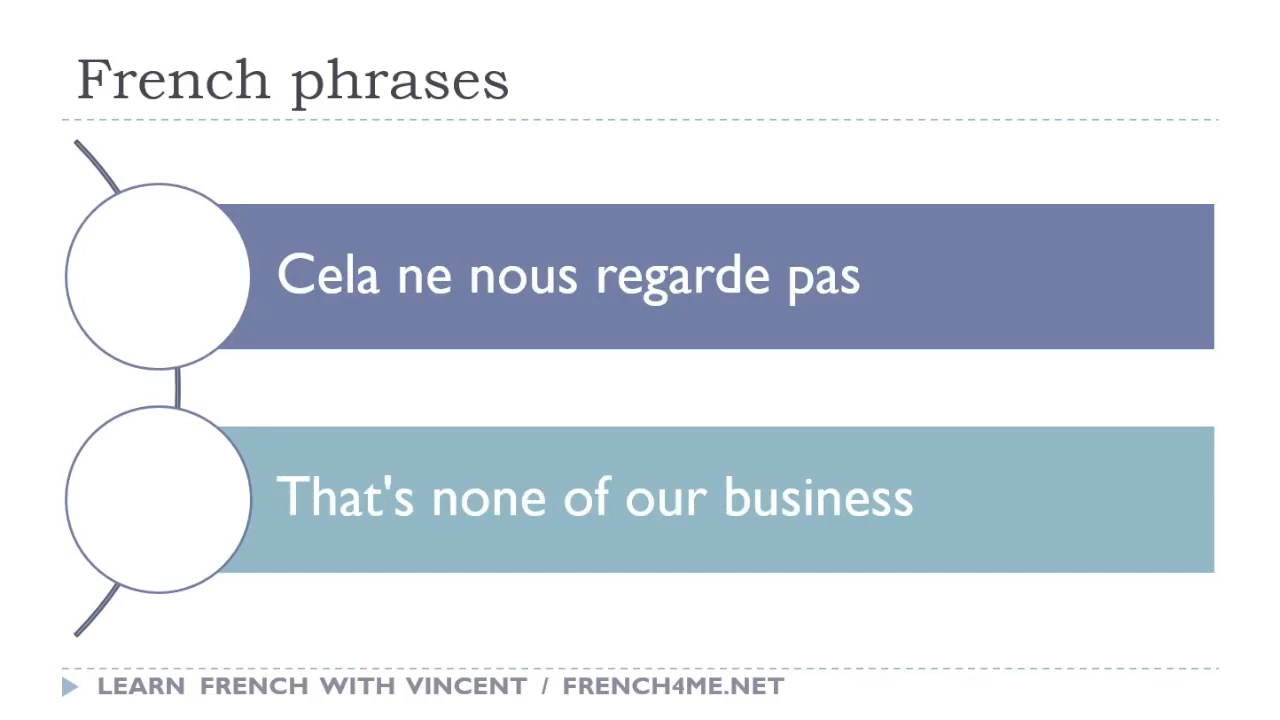 French phrases
Cela ne nous regarde pas
That's none of our business
LEARN FRENCH WITH VINCENT / FRENCH4ME.NET